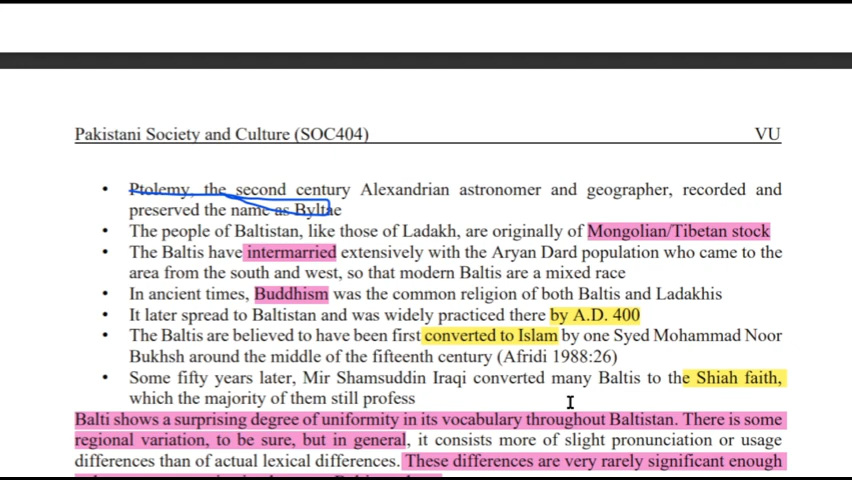 Pakistani Society and Culture (SOC404) VU
• Ptolemy, the second century Alexandrian astronomer and geographer, recorded and
preserved the name as Byltae
• The people of Baltistan, like those of Ladakh, are originally of Mongolian/Tibetan stock
• The Baltis have intermarried extensively with the Aryan Dard population who came to the
area from the south and west, so that modern Baltis are a mixed race
• In ancient times, Buddhism was the common religion of both Baltis and Ladakhis
• It later spread to Baltistan and was widely practiced there by A.D. 400
• The Baltis are believed to have been first converted to Islam by one Syed Mohammad Noor
Bukhsh around the middle of the fifteenth century (Afridi 1988:26)
• Some fifty years later, Mir Shamsuddin Iraqi converted many Baltis to the Shiah faith,
which the majority of them still profess
Balti shows a surprising degree of uniformity in its vocabulary throughout Baltistan. There is some
regional variation, to be sure, but in general, it consists more of slight pronunciation or usage
differences than of actual lexical differences. These differences are very rarely significant enough